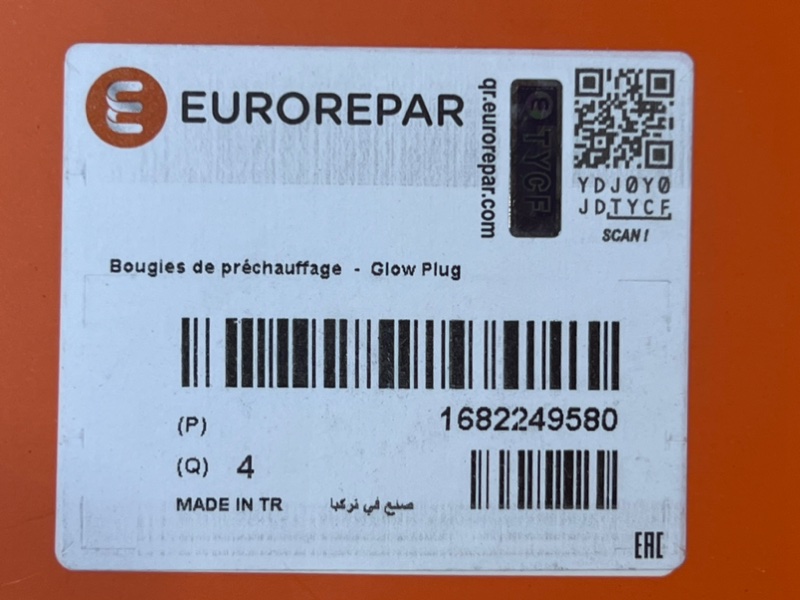 EUROREPAR
qr.eurorepar.com
TYCF
YDJ0Y0
JDTYCF
SCAN!
Bougies de préchauffage - Glow Plug
(P) 1682249580
(Q) 4
MADE IN TR صنع في تركيا
EAC